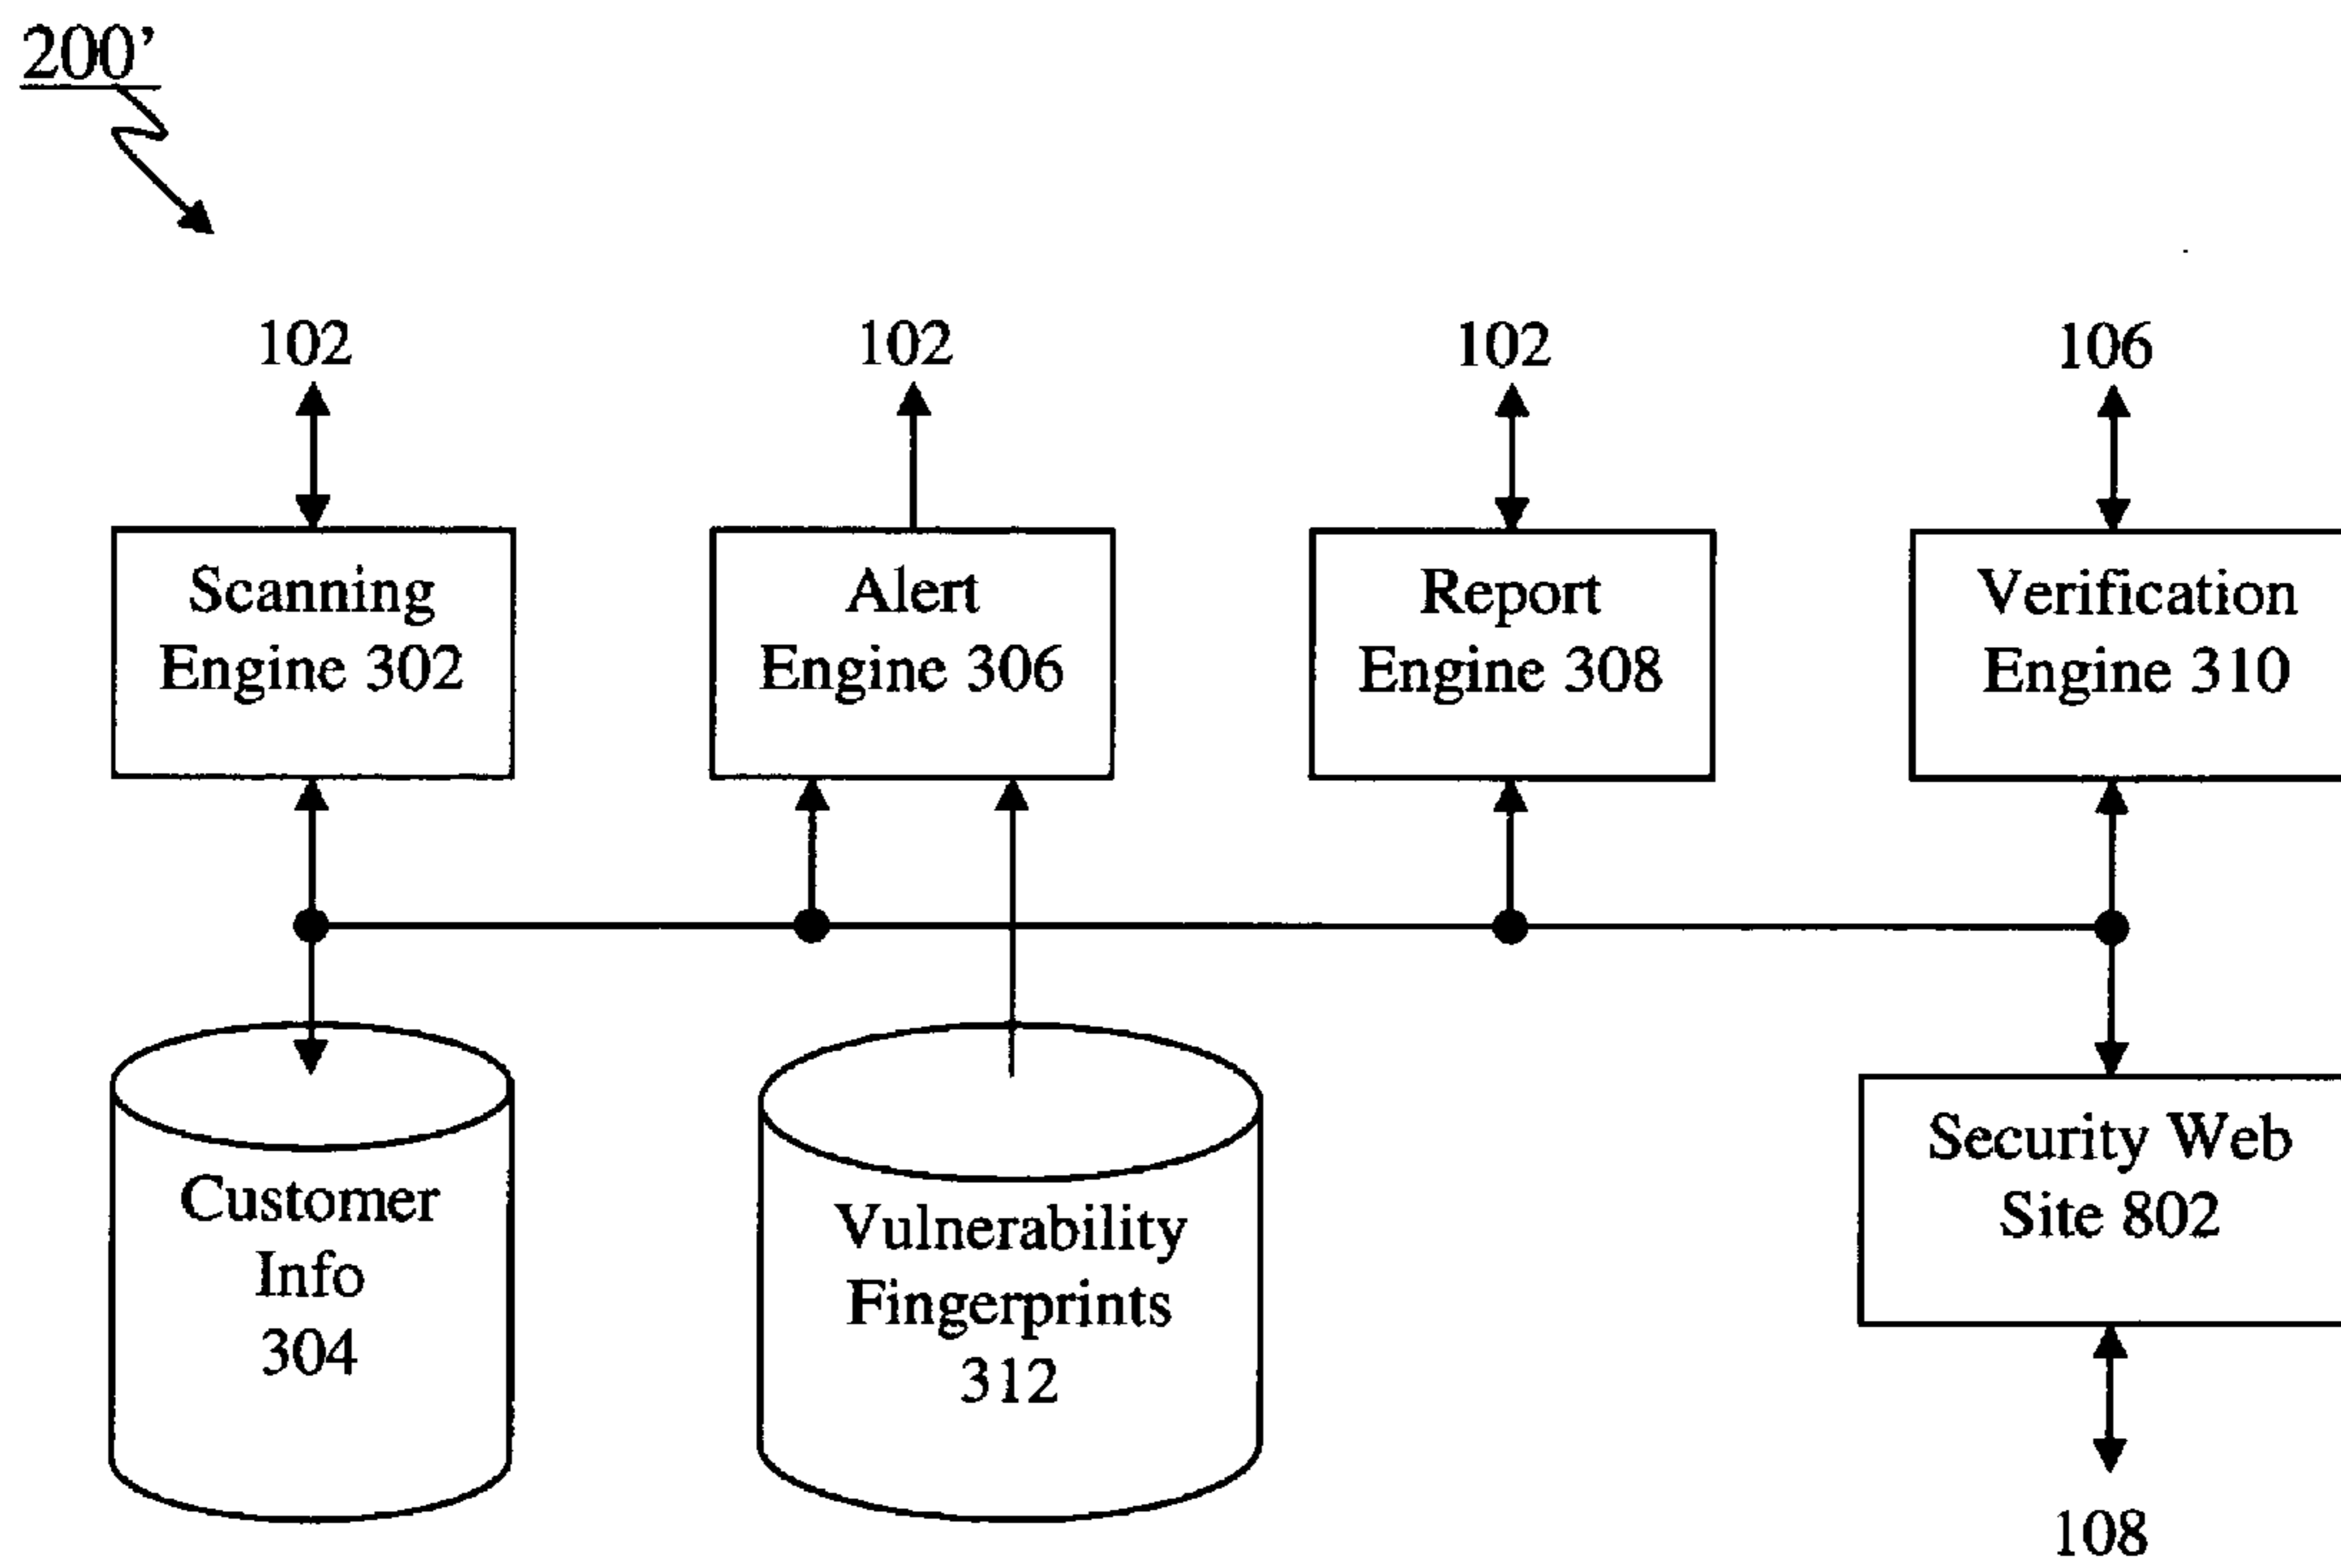 200’
102
102
102
106
Scanning
Engine 302
Alert
Engine 306
Report
Engine 308
Verification
Engine 310
Customer
Info
304
Vulnerability
Fingerprints
312
Security Web
Site 802
108